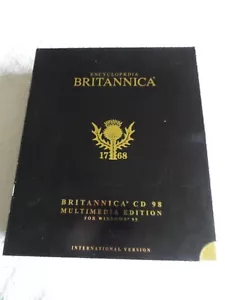 ENCYCLOPÆDIA
BRITANNICA®
17 68
BRITANNICA® CD 98
MULTIMEDIA EDITION
FOR WINDOWS® 95
INTERNATIONAL VERSION